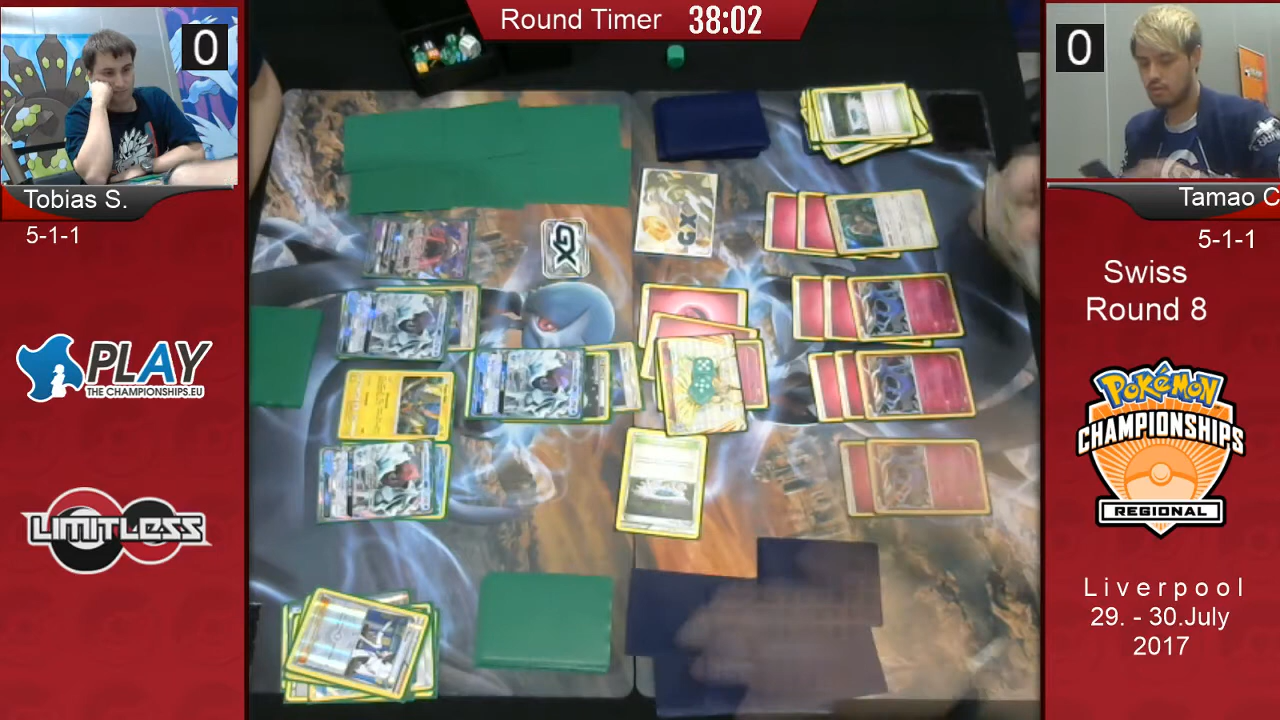 Round Timer 38:02
0
Tobias S.
5-1-1
PLAY
THE CHAMPIONSHIPS.EU
LIMITLESS
GX
GX
0
Tamao C
5-1-1
Swiss
Round 8
Pokémon
CHAMPIONSHIPS
REGIONAL
Liverpool
29. - 30.July
2017